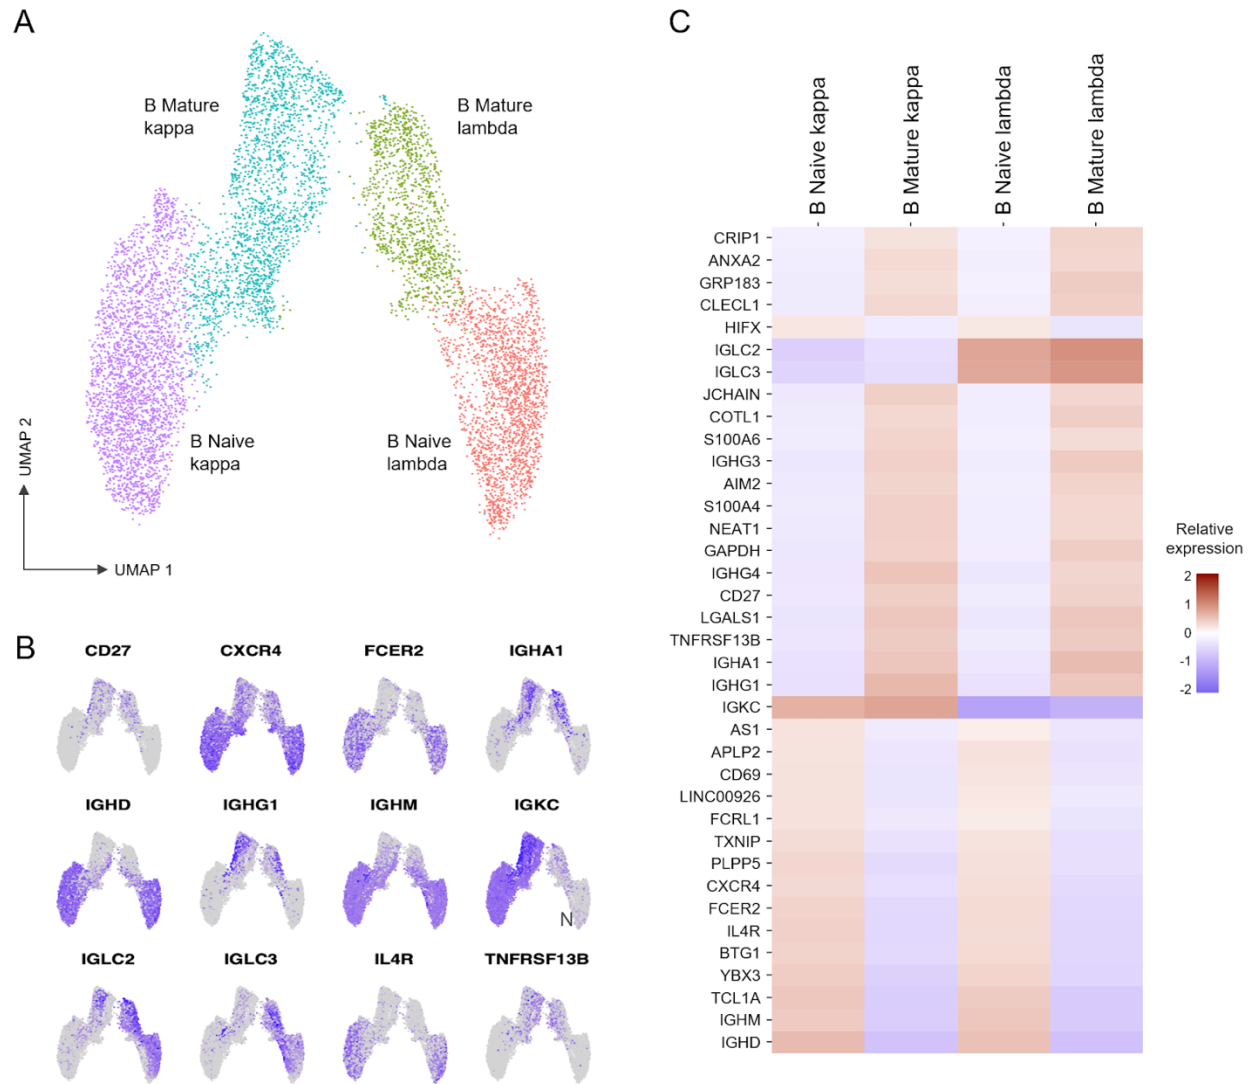 A
B Mature
kappa
B Mature
lambda
B Naive
kappa
B Naive
lambda
UMAP 2
UMAP 1
B
CD27
CXCR4
FCER2
IGHA1
IGHD
IGHG1
IGHM
IGKC
N
IGLC2
IGLC3
IL4R
TNFRSF13B
C
B Naive kappa
B Mature kappa
B Naive lambda
B Mature lambda
CRIP1
ANXA2
GRP183
CLECL1
HIFX
IGLC2
IGLC3
JCHAIN
COTL1
S100A6
IGHG3
AIM2
S100A4
NEAT1
GAPDH
IGHG4
CD27
LGALS1
TNFRSF13B
IGHA1
IGHG1
IGKC
AS1
APLP2
CD69
LINC00926
FCRL1
TXNIP
PLPP5
CXCR4
FCER2
IL4R
BTG1
YBX3
TCL1A
IGHM
IGHD
Relative
expression
2
1
0
-1
-2